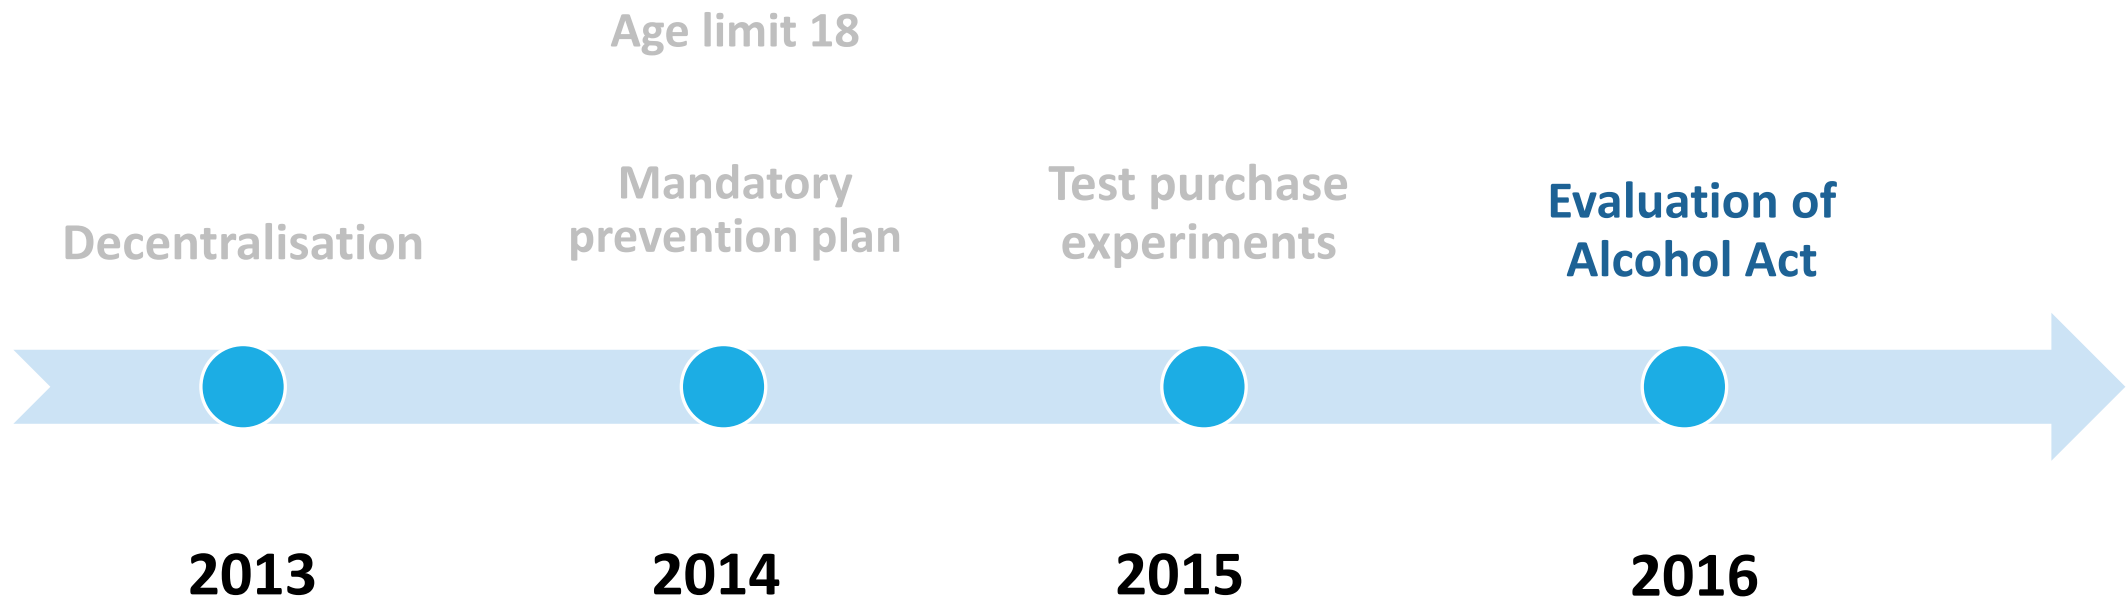 Age limit 18
Mandatory
prevention plan
Decentralisation
Test purchase
experiments
Evaluation of
Alcohol Act
2013
2014
2015
2016